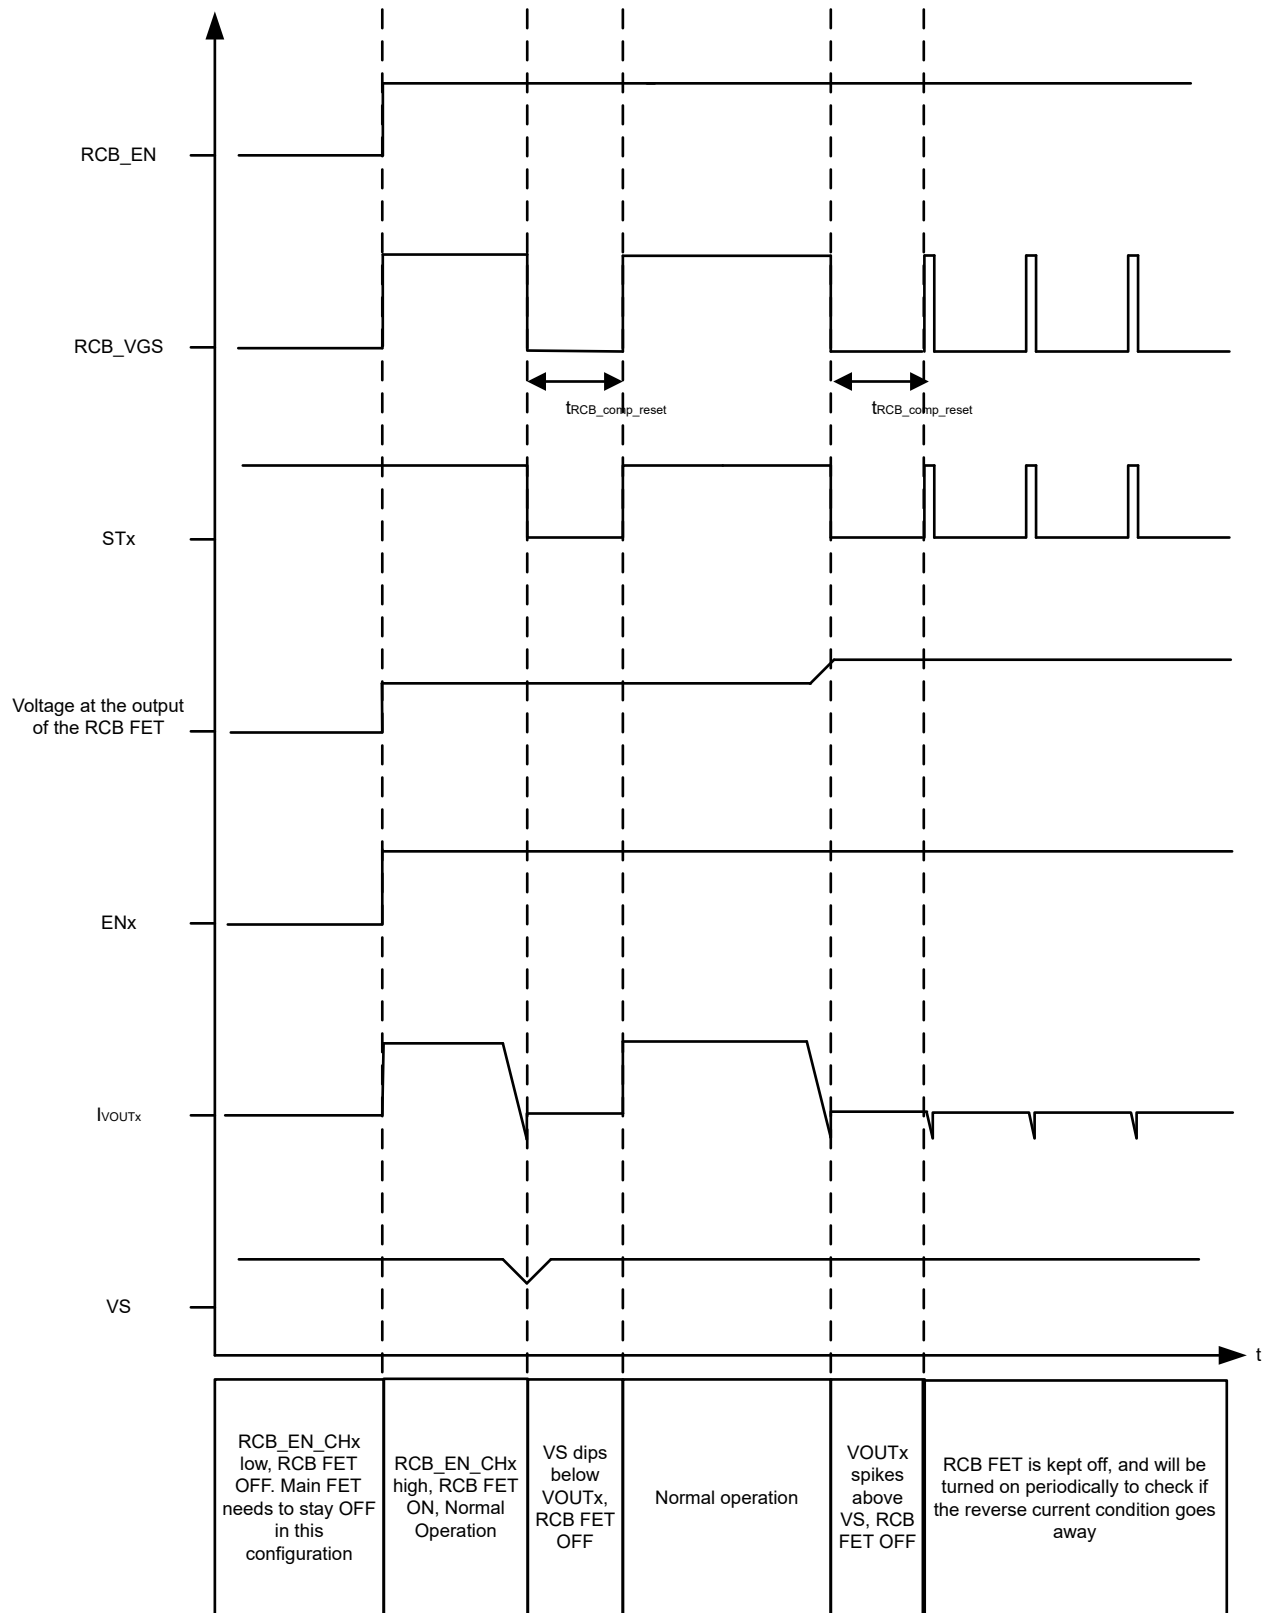 RCB_EN
RCB_VGS
tRCB_comp_reset
tRCB_comp_reset
STx
Voltage at the output
of the RCB FET
ENx
IVOUTx
VS
t
RCB_EN_CHx
low, RCB FET
OFF. Main FET
needs to stay OFF
in this
configuration
RCB_EN_CHx
high, RCB FET
ON, Normal
Operation
VS dips
below
VOUTx,
RCB FET
OFF
Normal operation
VOUTx
spikes
above
VS, RCB
FET OFF
RCB FET is kept off, and will be
turned on periodically to check if
the reverse current condition goes
away